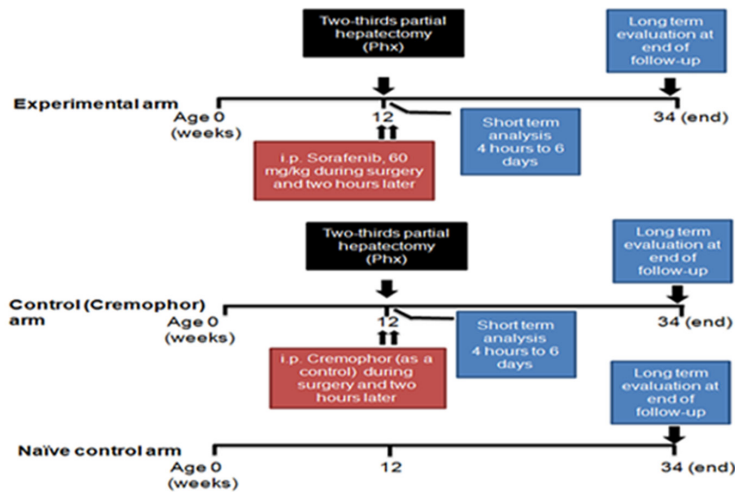 Two-thirds partial
hepatectomy
(Phx)
Long term
evaluation at
end of
follow-up
Experimental arm
Age 0
(weeks)
12
34 (end)
i.p. Sorafenib, 60
mg/kg during surgery
and two hours later
Short term
analysis
4 hours to 6
days
Two-thirds partial
hepatectomy
(Phx)
Long term
evaluation at
end of
follow-up
Control (Cremophor)
arm
Age 0
(weeks)
12
34 (end)
i.p. Cremophor (as a
control) during
surgery and two
hours later
Short term
analysis
4 hours to 6
days
Long term
evaluation at
end of
follow-up
Naïve control arm
Age 0
(weeks)
12
34 (end)